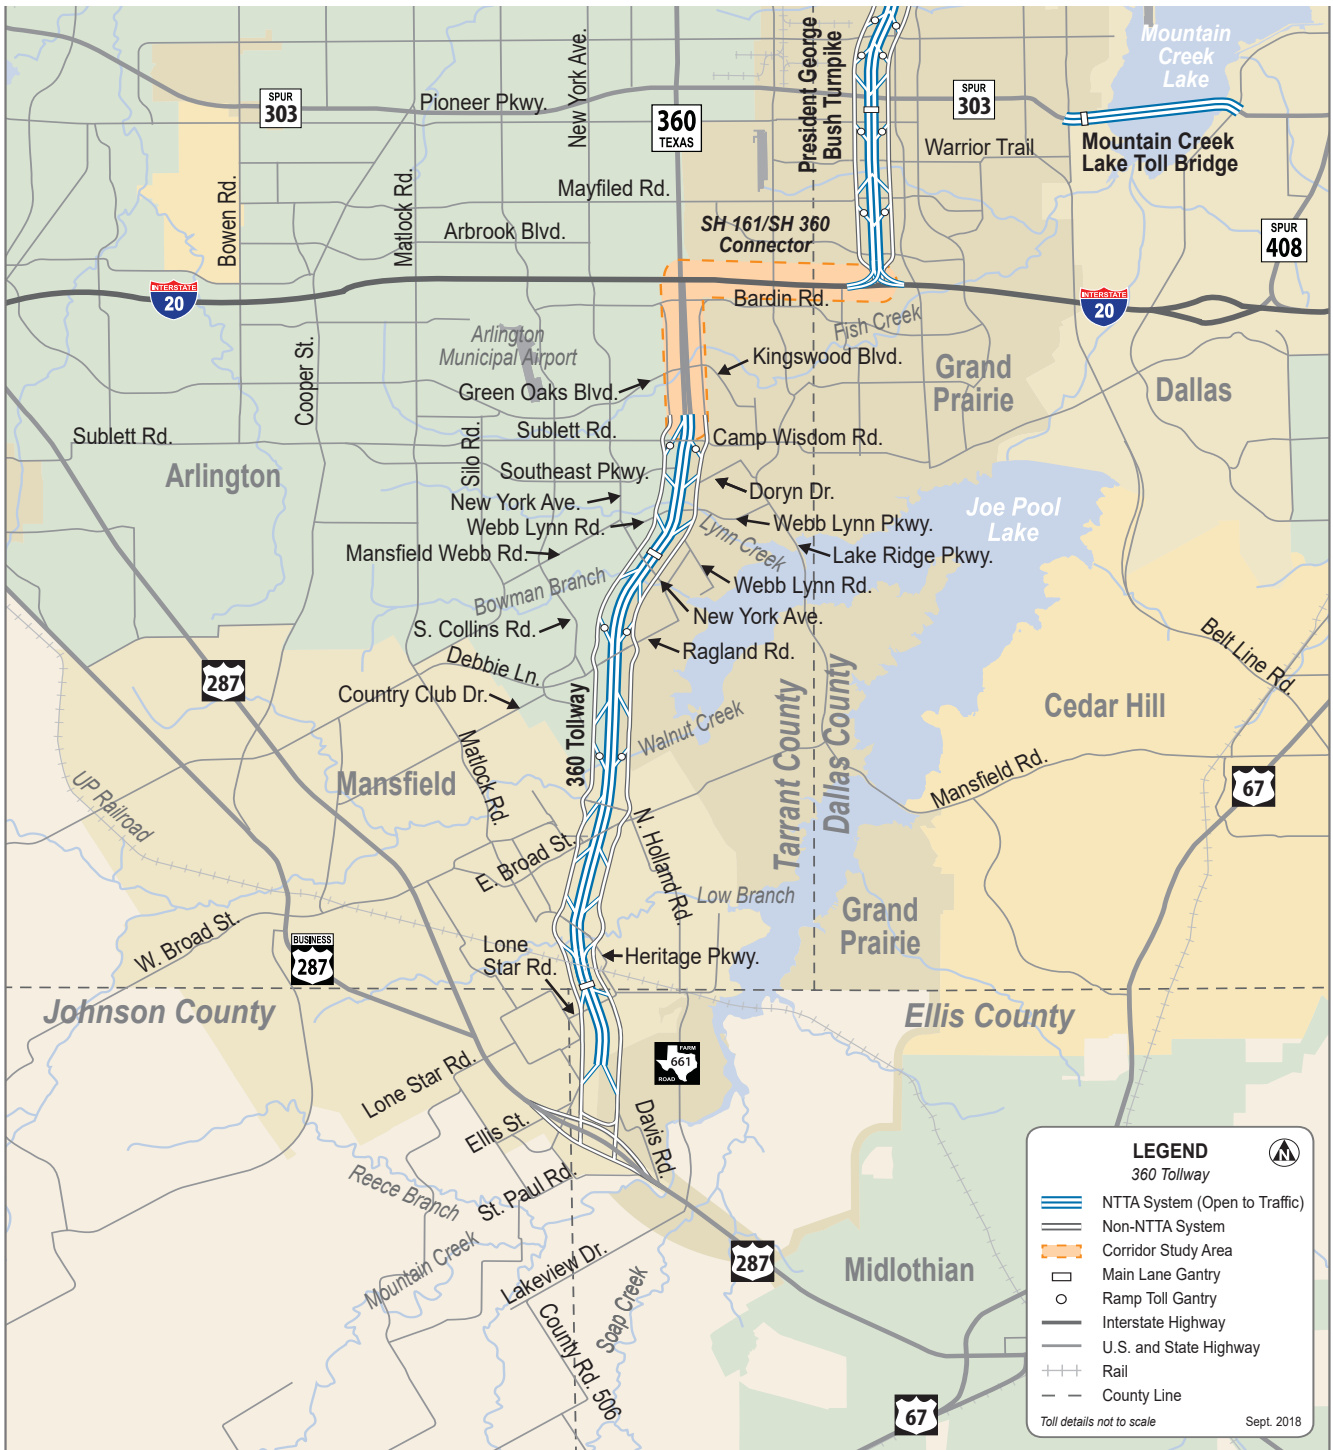 Mountain
Creek
Lake
New York Ave.
President George
Bush Turnpike
SPUR
303
Pioneer Pkwy.
360
TEXAS
SPUR
303
Warrior Trail
Mountain Creek
Lake Toll Bridge
Bowen Rd.
Matlock Rd.
Mayfiled Rd.
Arbrook Blvd.
SH 161/SH 360
Connector
SPUR
408
INTERSTATE
20
Bardin Rd.
INTERSTATE
20
Fish Creek
Arlington
Municipal Airport
Cooper St.
Kingswood Blvd.
Green Oaks Blvd.
Grand
Prairie
Dallas
Sublett Rd.
Sublett Rd.
Camp Wisdom Rd.
Silo Rd.
Arlington
Southeast Pkwy.
Doryn Dr.
New York Ave.
Webb Lynn Rd.
Webb Lynn Pkwy.
Joe Pool
Lake
Lynn Creek
Mansfield Webb Rd.
Lake Ridge Pkwy.
Bowman Branch
Webb Lynn Rd.
New York Ave.
S. Collins Rd.
Ragland Rd.
Belt Line Rd.
287
Debbie Ln.
Country Club Dr.
360 Tollway
Walnut Creek
Tarrant County
Dallas County
Cedar Hill
Matlock Rd.
Mansfield
UP Railroad
Mansfield Rd.
67
E. Broad St.
N. Holland Rd.
Low Branch
Grand
Prairie
W. Broad St.
BUSINESS
287
Lone
Star Rd.
Heritage Pkwy.
Johnson County
Ellis County
FARM
661
ROAD
Lone Star Rd.
Ellis St.
Davis Rd.
Reece Branch
St. Paul Rd.
Mountain Creek
Lakeview Dr.
Soap Creek
287
Midlothian
County Rd. 506
67
LEGEND
N
360 Tollway
NTTA System (Open to Traffic)
Non-NTTA System
Corridor Study Area
Main Lane Gantry
Ramp Toll Gantry
Interstate Highway
U.S. and State Highway
Rail
County Line
Toll details not to scale
Sept. 2018